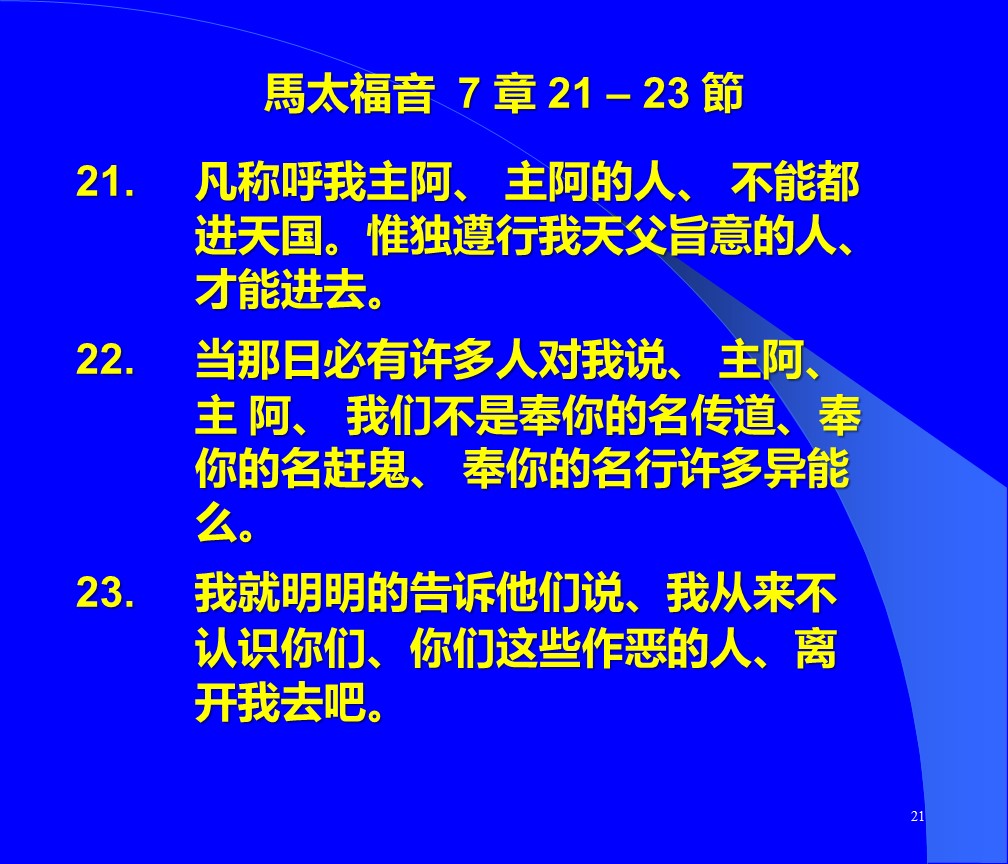 馬太福音 7 章 21 – 23 節
21. 凡称呼我主阿、 主阿的人、 不能都
进天国。惟独遵行我天父旨意的人、
才能进去。
22. 当那日必有许多人对我说、 主阿、
主 阿、 我们不是奉你的名传道、奉
你的名赶鬼、 奉你的名行许多异能
么。
23. 我就明明的告诉他们说、我从来不
认识你们、你们这些作恶的人、离
开我去吧。
21